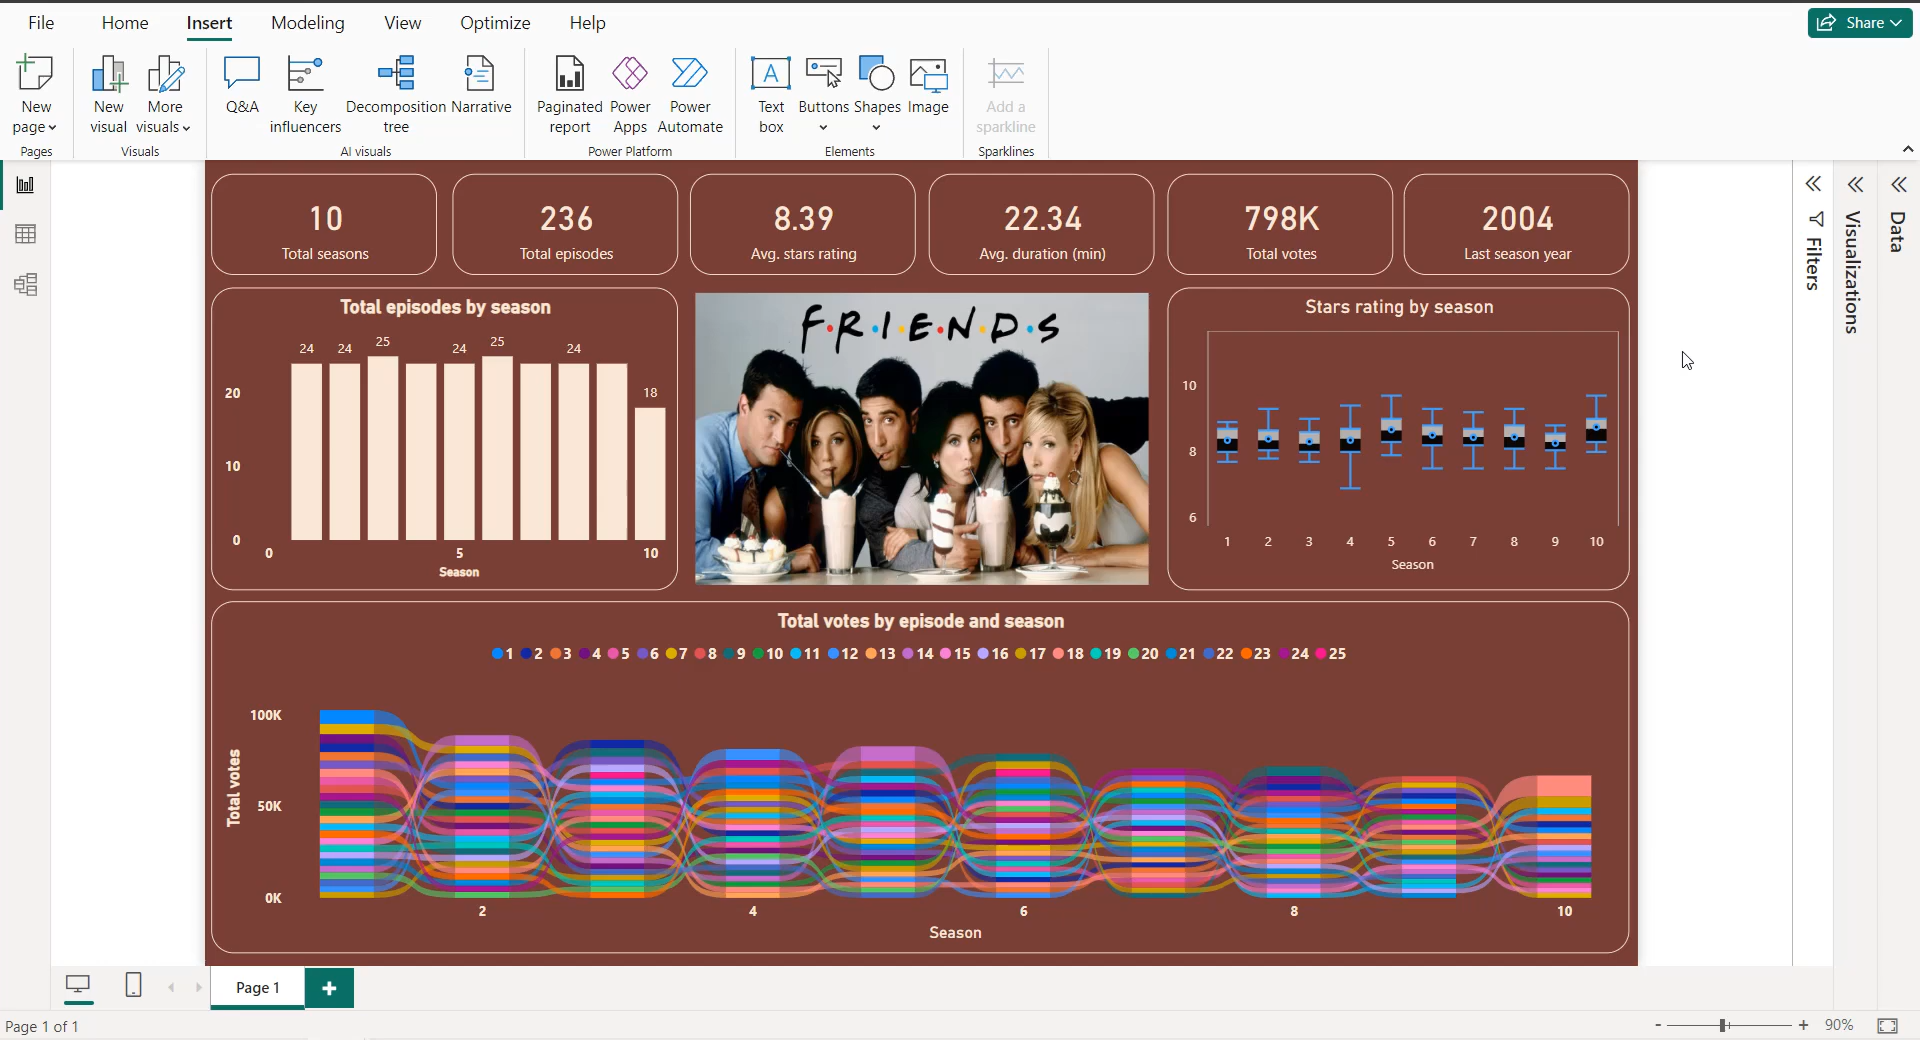 File Home Insert Modeling View Optimize Help
Share
New page
New visual
More visuals
Q&A
Key influencers
Decomposition tree
Narrative
Paginated report
Power Apps
Power Automate
Text box
Buttons
Shapes
Image
Add a sparkline
Pages
Visuals
AI visuals
Power Platform
Elements
Sparklines
10
Total seasons
236
Total episodes
8.39
Avg. stars rating
22.34
Avg. duration (min)
798K
Total votes
2004
Last season year
Filters
Visualizations
Data
Total episodes by season
24 24 25 24 25 24 18
20
10
0
0 5 10
Season
F·R·I·E·N·D·S
Stars rating by season
10
8
6
1 2 3 4 5 6 7 8 9 10
Season
Total votes by episode and season
1 2 3 4 5 6 7 8 9 10 11 12 13 14 15 16 17 18 19 20 21 22 23 24 25
Total votes
100K
50K
0K
2 4 6 8 10
Season
Page 1
+
Page 1 of 1
- + 90%